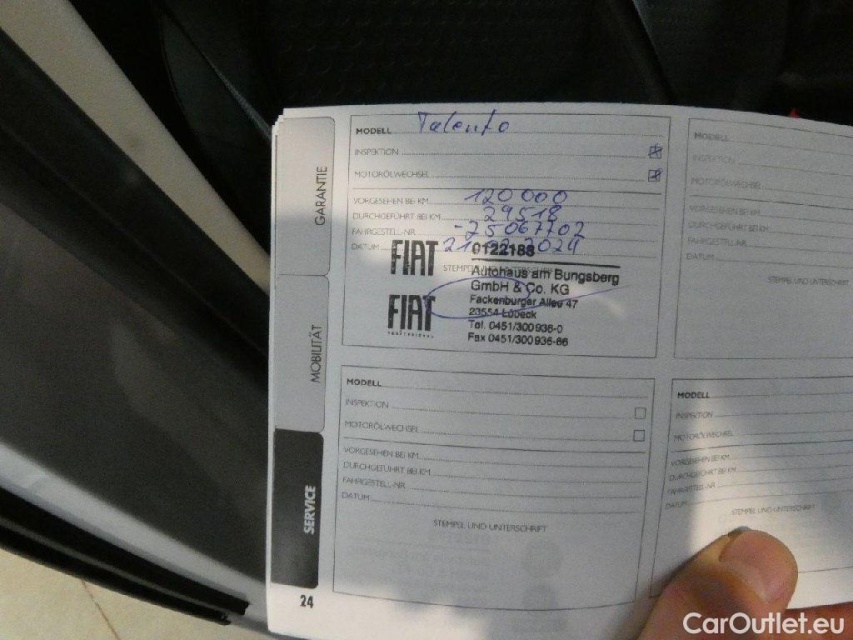 GARANTIE
MOBILITÄT
SERVICE
MODELL Talento
INSPEKTION
MOTORÖLWECHSEL
VORGESEHEN BEI KM 120 000
DURCHGEFÜHRT BEI KM 29518
FAHRGESTELL-NR. -25067702
DATUM
FIAT
FIAT
0122188
Autohaus am Bungsberg
GmbH & Co. KG
Fackenburger Allee 47
23554 Lübeck
Tel. 0451/300936-0
Fax 0451/300936-66
MODELL
INSPEKTION
MOTORÖLWECHSEL
VORGESEHEN BEI KM
DURCHGEFÜHRT BEI KM
FAHRGESTELL-NR.
DATUM
STEMPEL UND UNTERSCHRIFT
MODELL
INSPEKTION
MOTORÖLWECHSEL
VORGESEHEN BEI KM
DURCHGEFÜHRT BEI KM
FAHRGESTELL-NR.
DATUM
STEMPEL UND UNTERSCHRIFT
MODELL
INSPEKTION
MOTORÖLWECHSEL
VORGESEHEN BEI KM
DURCHGEFÜHRT BEI KM
FAHRGESTELL-NR.
DATUM
STEMPEL UND UNTERSCHRIFT
24
CarOutlet.eu